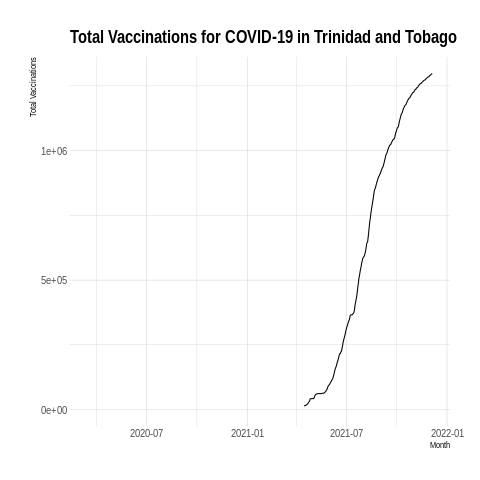 Total Vaccinations for COVID-19 in Trinidad and Tobago
Total Vaccinations
1e+06
5e+05
0e+00
2020-07 2021-01 2021-07 2022-01
Month